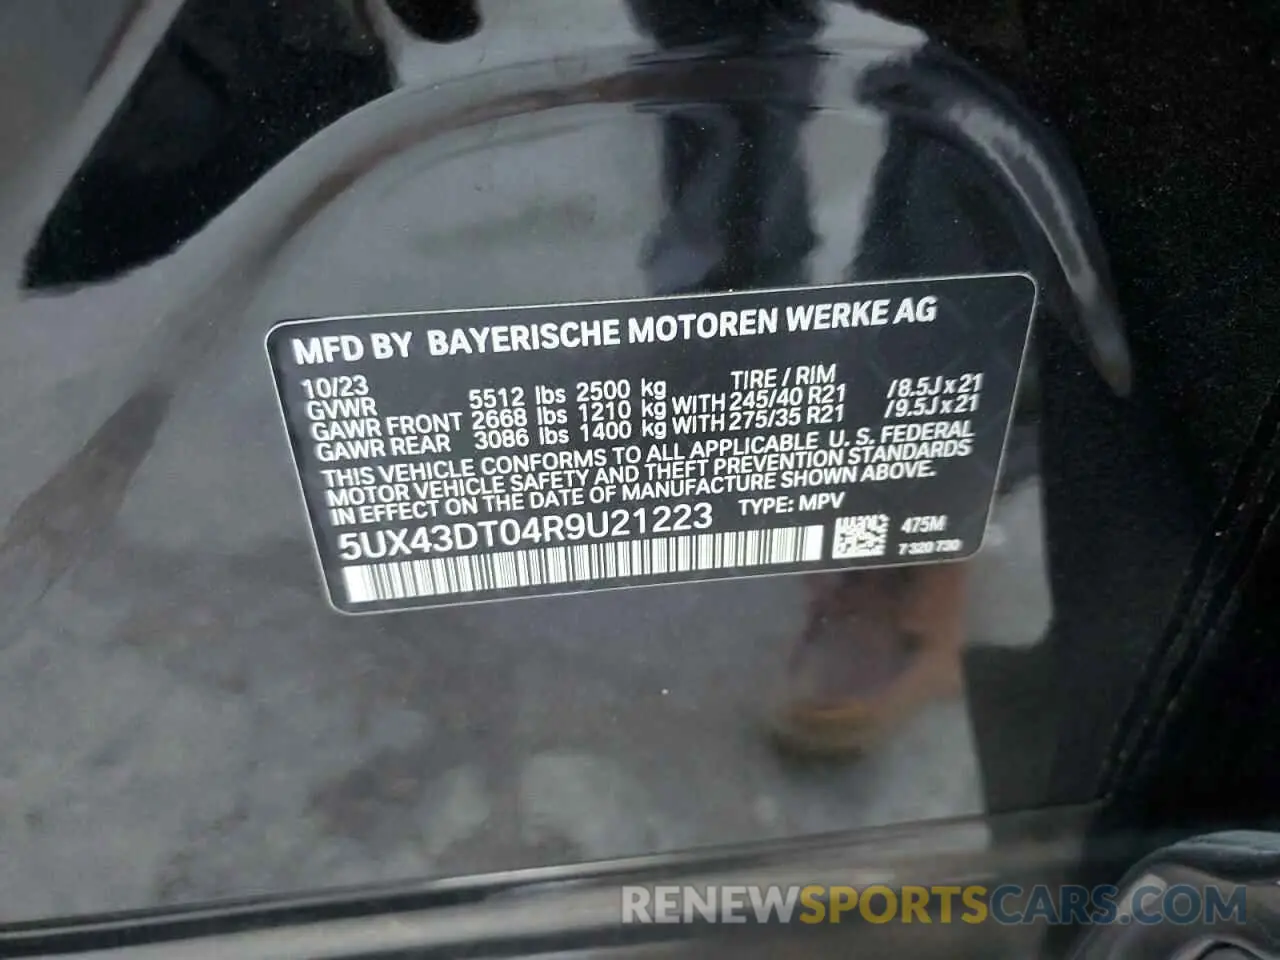 MFD BY BAYERISCHE MOTOREN WERKE AG
10/23 TIRE / RIM
GVWR 5512 lbs 2500 kg
GAWR FRONT 2668 lbs 1210 kg WITH 245/40 R21 /8.5J x 21
GAWR REAR 3086 lbs 1400 kg WITH 275/35 R21 /9.5J x 21
THIS VEHICLE CONFORMS TO ALL APPLICABLE U. S. FEDERAL
MOTOR VEHICLE SAFETY AND THEFT PREVENTION STANDARDS
IN EFFECT ON THE DATE OF MANUFACTURE SHOWN ABOVE.
5UX43DT04R9U21223 TYPE: MPV
475M
7 320 730
RENEWSPORTSCARS.COM